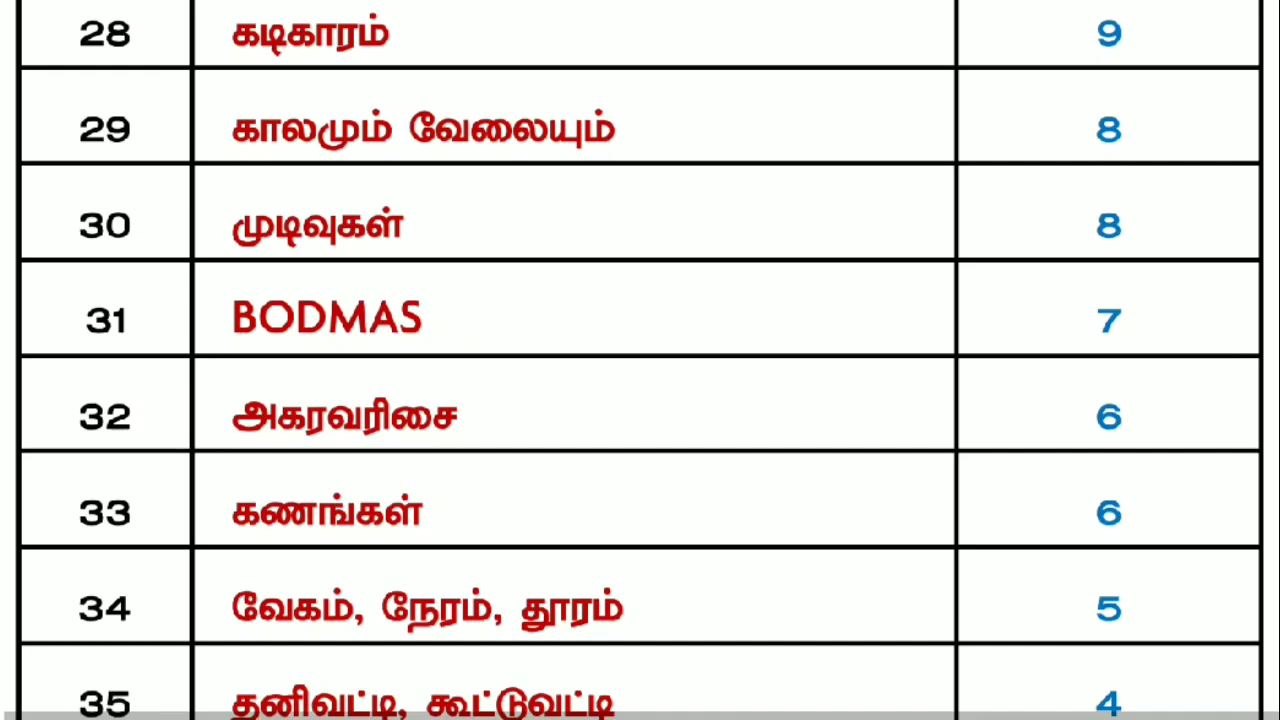 28 கடிகாரம் 9
29 காலமும் வேலையும் 8
30 முடிவுகள் 8
31 BODMAS 7
32 அகரவரிசை 6
33 கணங்கள் 6
34 வேகம், நேரம், தூரம் 5
35 தனிவட்டி, கூட்டுவட்டி 4